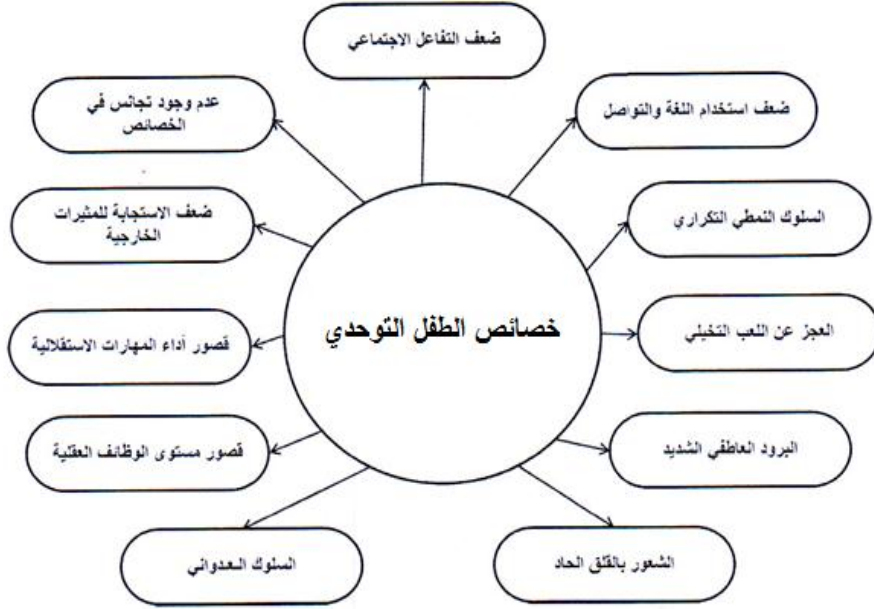 ضعف التفاعل الاجتماعي
ضعف استخدام اللغة والتواصل
السلوك النمطي التكراري
العجز عن اللعب التخيلي
البرود العاطفي الشديد
الشعور بالقلق الحاد
السلوك العدواني
قصور مستوى الوظائف العقلية
قصور أداء المهارات الاستقلالية
ضعف الاستجابة للمثيرات
الخارجية
عدم وجود تجانس في
الخصائص
خصائص الطفل التوحدي